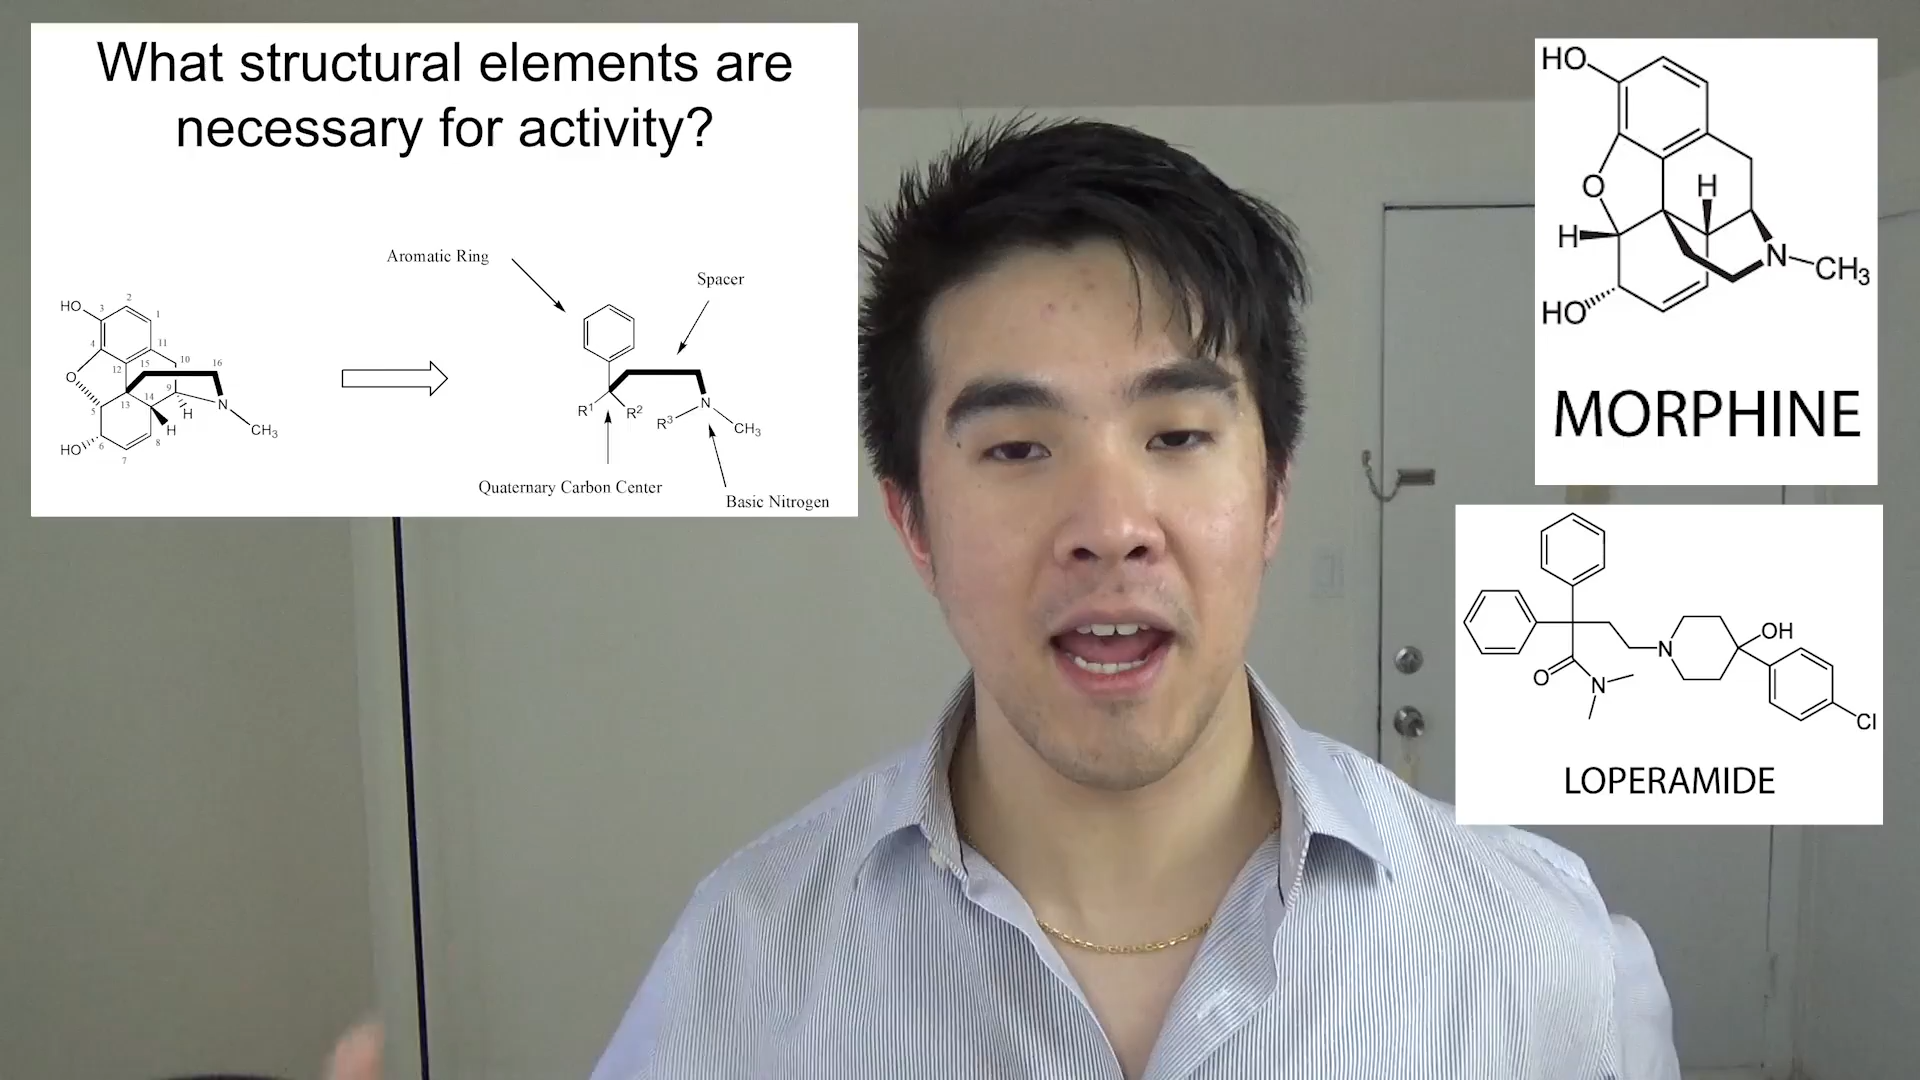 What structural elements are
necessary for activity?
Aromatic Ring
Spacer
HO
3
2
1
4
11
12
15
10
16
O
9
N
CH3
5
13
14
H
H
HO
6
7
8
R1
R2
R3
N
CH3
Quaternary Carbon Center
Basic Nitrogen
HO
O
H
H
N
CH3
HO
MORPHINE
OH
N
O
N
Cl
LOPERAMIDE